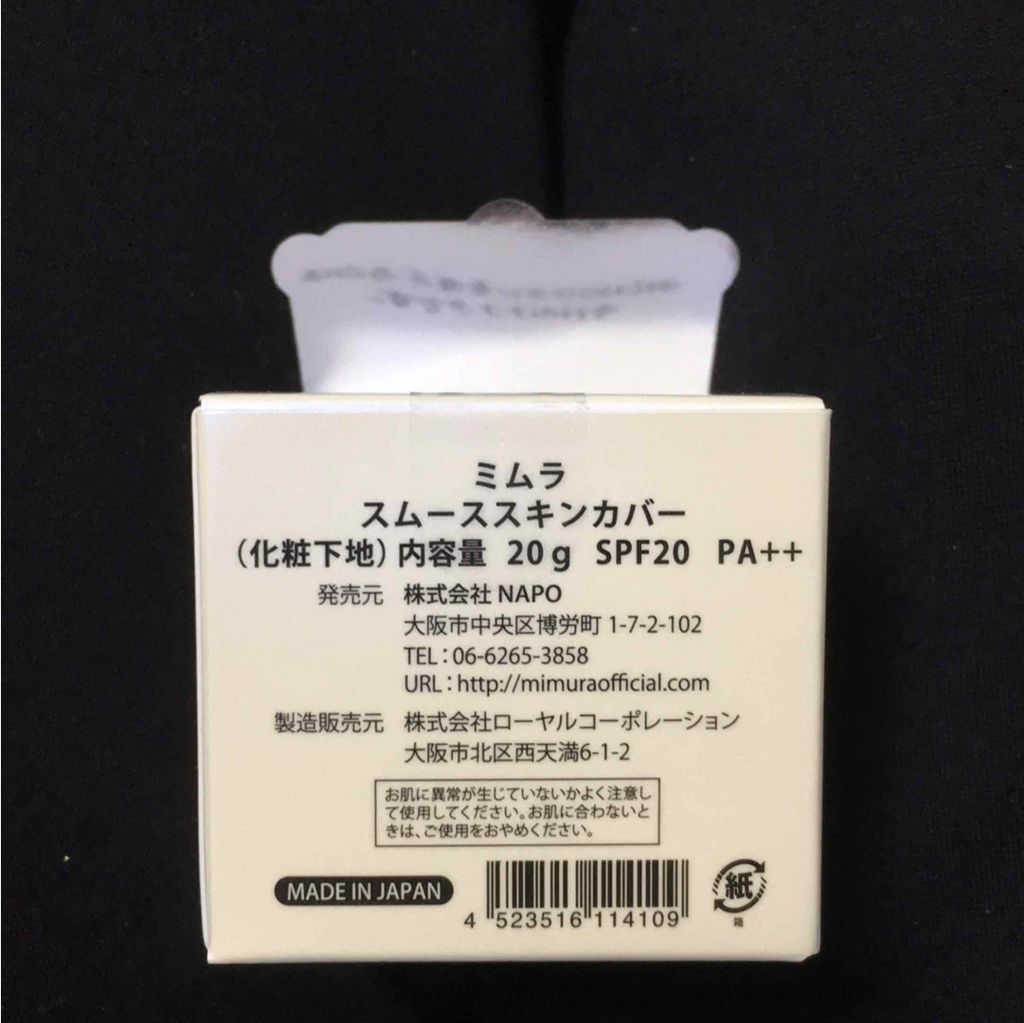 ミムラ
スムーススキンカバー
(化粧下地) 内容量 20g SPF20 PA++
発売元 株式会社 NAPO
大阪市中央区博労町 1-7-2-102
TEL:06-6265-3858
URL:http://mimuraofficial.com
製造販売元 株式会社ローヤルコーポレーション
大阪市北区西天満6-1-2
お肌に異常が生じていないかよく注意し
て使用してください。お肌に合わないと
きは、ご使用をおやめください。
MADE IN JAPAN
4 523516 114109
紙
箱